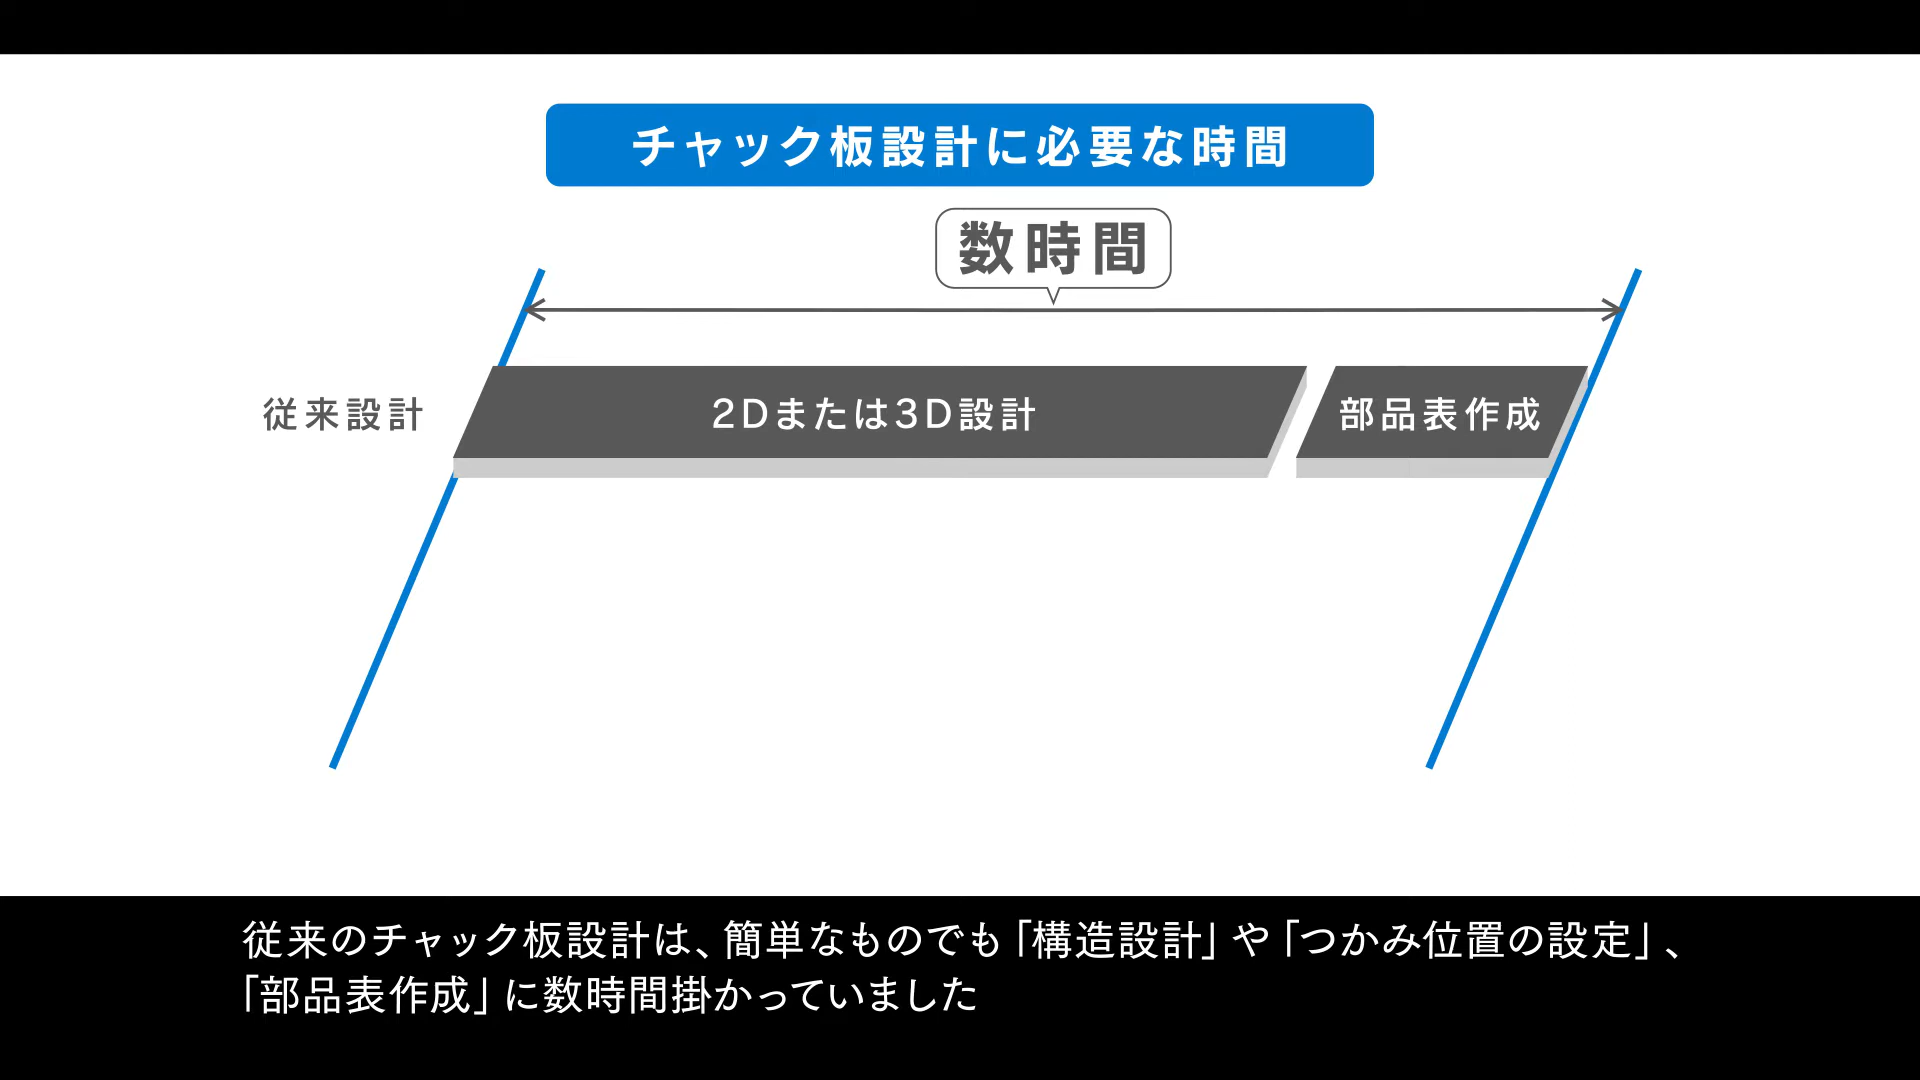 チャック板設計に必要な時間
数時間
従来設計
2Dまたは3D設計
部品表作成
従来のチャック板設計は、簡単なものでも「構造設計」や「つかみ位置の設定」、
「部品表作成」に数時間掛かっていました